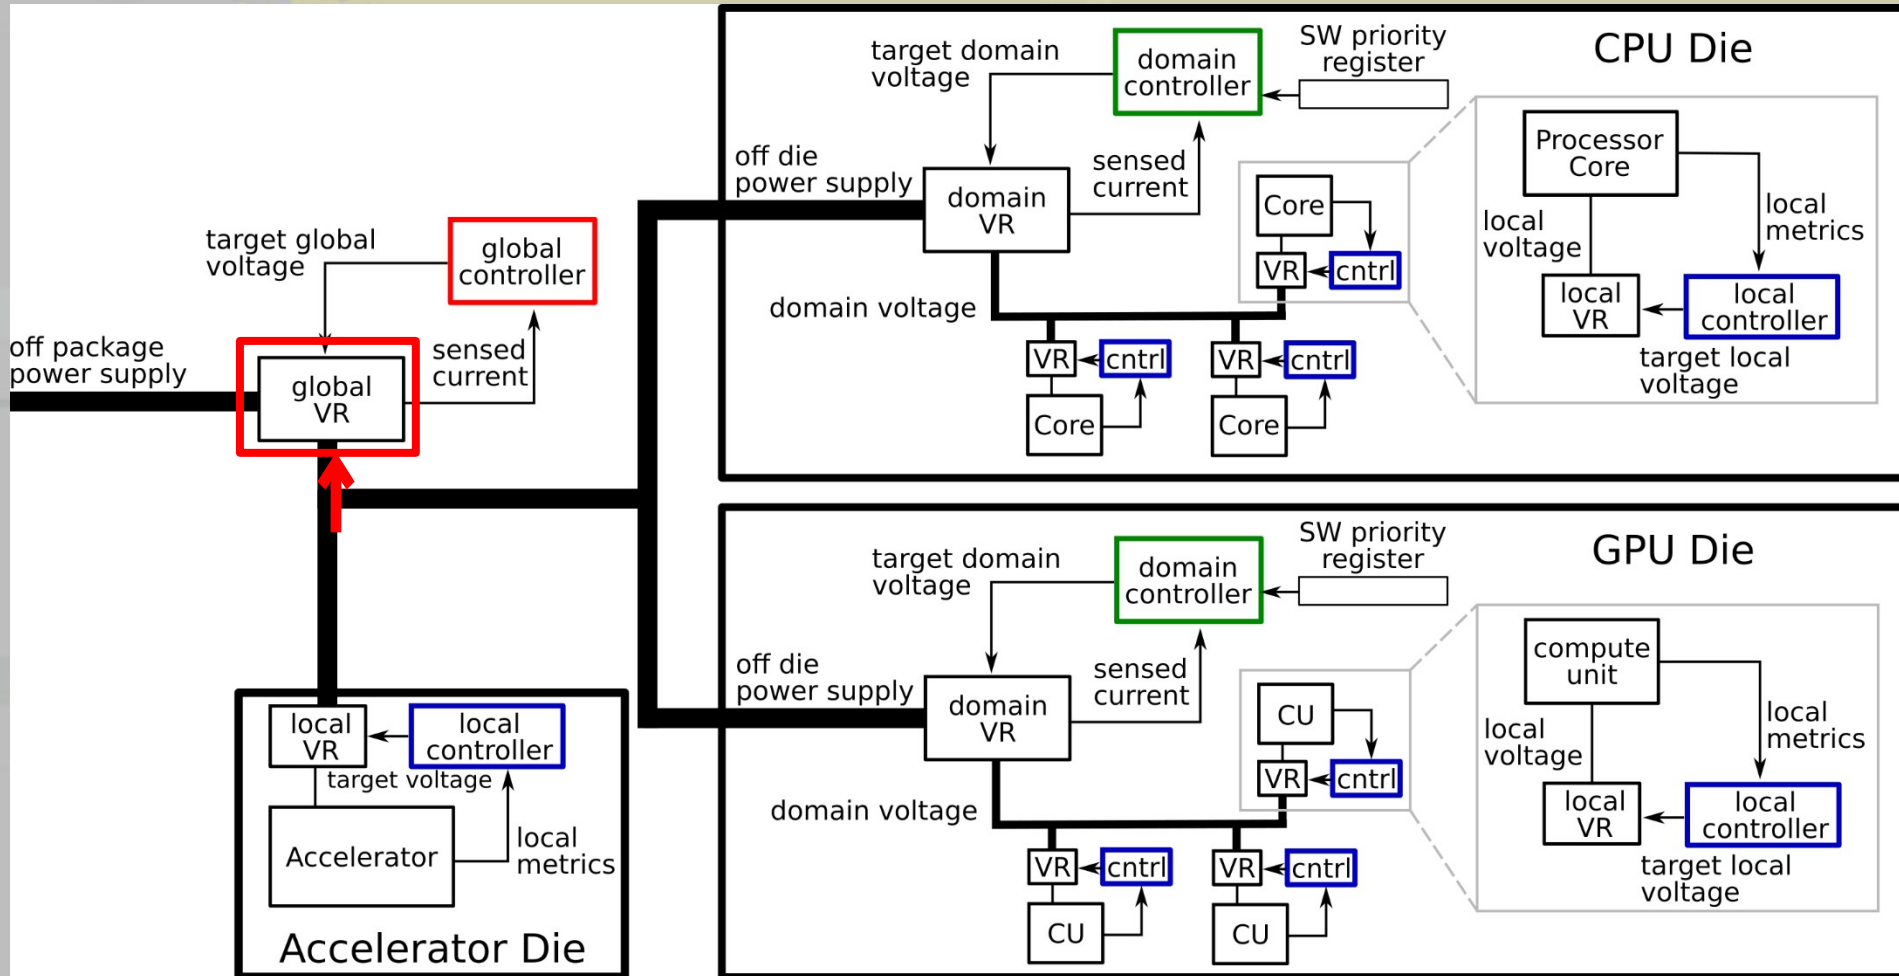 off package
power supply
target global
voltage
global
controller
global
VR
sensed
current
local
VR
local
controller
target voltage
Accelerator
local
metrics
Accelerator Die
CPU Die
target domain
voltage
domain
controller
SW priority
register
off die
power supply
domain
VR
sensed
current
domain voltage
Core
VR
cntrl
VR
cntrl
Core
VR
cntrl
Core
Processor
Core
local
voltage
local
metrics
local
VR
local
controller
target local
voltage
GPU Die
target domain
voltage
domain
controller
SW priority
register
off die
power supply
domain
VR
sensed
current
domain voltage
CU
VR
cntrl
VR
cntrl
CU
VR
cntrl
CU
compute
unit
local
voltage
local
metrics
local
VR
local
controller
target local
voltage